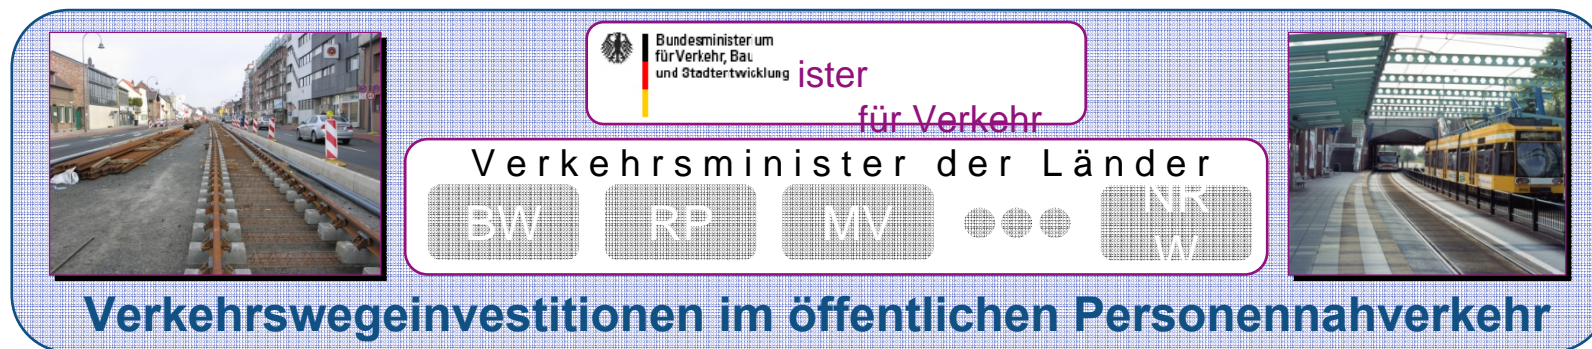 Bundesministerium
für Verkehr, Bau
und Stadtentwicklung
ister
für Verkehr
Verkehrsminister der Länder
BW RP MV NR
W
Verkehrswegeinvestitionen im öffentlichen Personennahverkehr